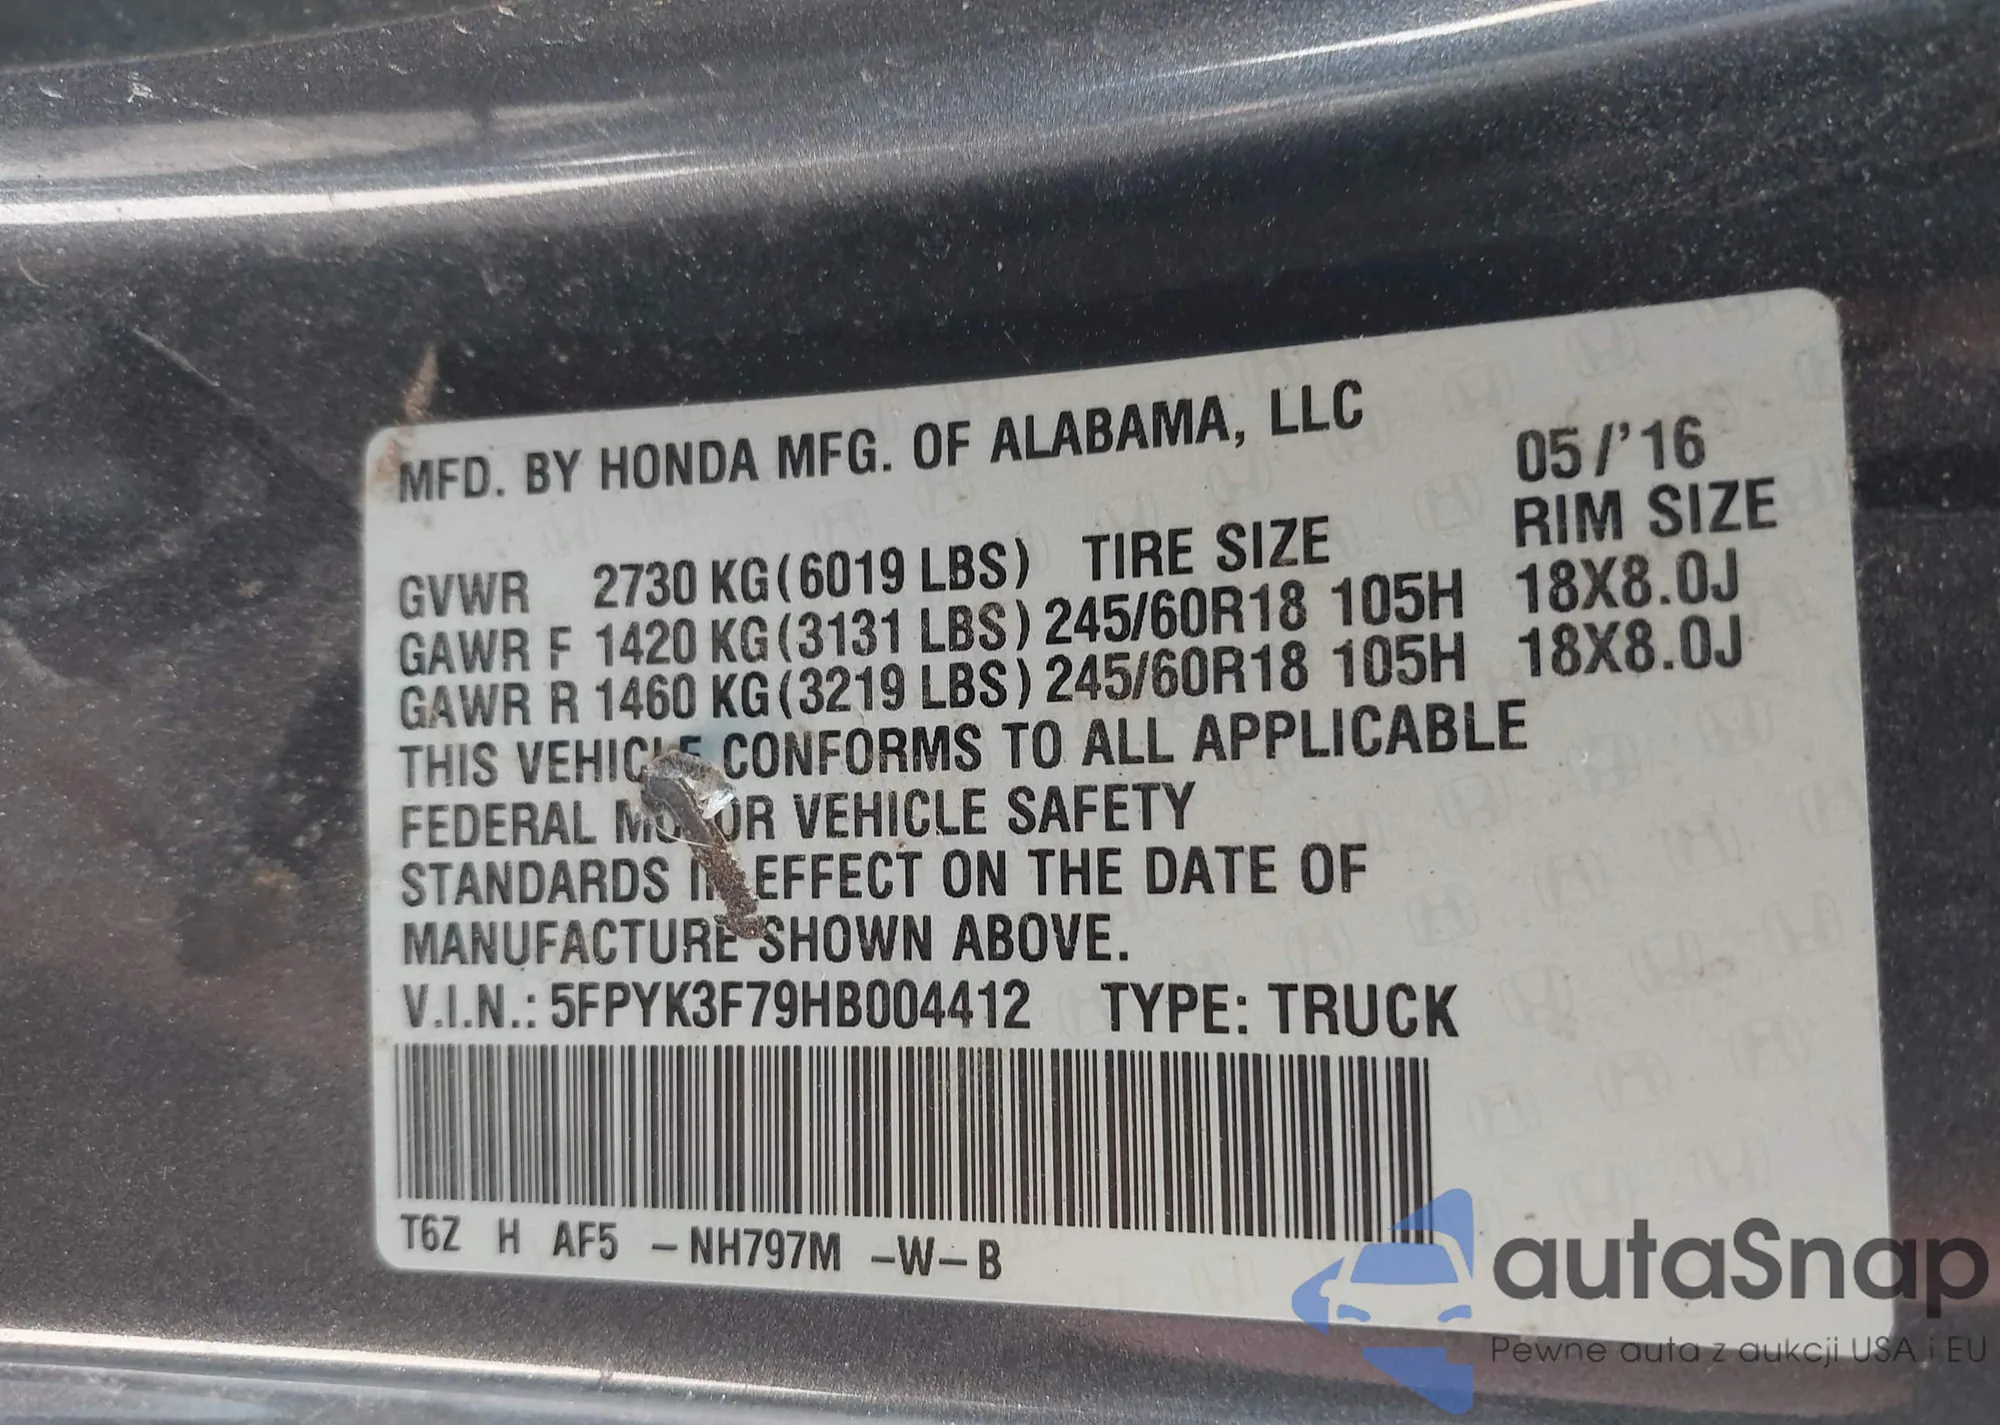 MFD. BY HONDA MFG. OF ALABAMA, LLC 05/'16
GVWR 2730 KG(6019 LBS) TIRE SIZE RIM SIZE
GAWR F 1420 KG(3131 LBS) 245/60R18 105H 18X8.0J
GAWR R 1460 KG(3219 LBS) 245/60R18 105H 18X8.0J
THIS VEHICLE CONFORMS TO ALL APPLICABLE
FEDERAL MOTOR VEHICLE SAFETY
STANDARDS IN EFFECT ON THE DATE OF
MANUFACTURE SHOWN ABOVE.
V.I.N.: 5FPYK3F79HB004412 TYPE: TRUCK
T6Z H AF5 -NH797M -W-B
autaSnap
Pewne auta z aukcji USA i EU